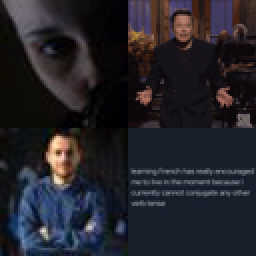 learning French has really encouraged
me to live in the moment because I
currently cannot conjugate any other
verb tense